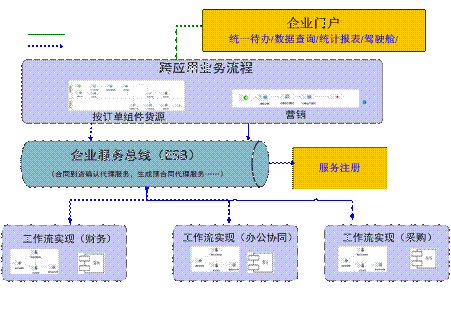 企业门户
统一待办/数据查询/统计报表/驾驶舱/
跨应用业务流程
按订单组件货源
营销
企业服务总线（ESB）
（合同到货确认代理服务，生成预合同代理服务……）
服务注册
工作流实现（财务）
工作流实现（办公协同）
工作流实现（采购）